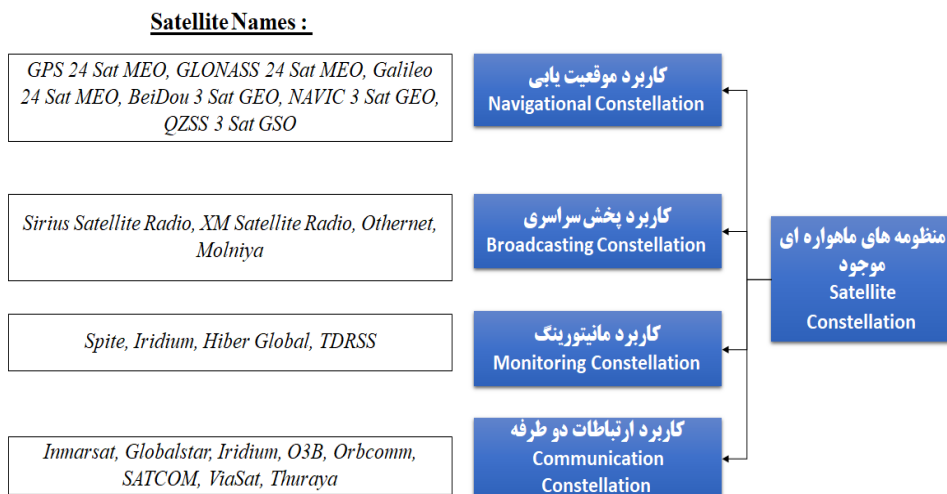 Satellite Names :
GPS 24 Sat MEO, GLONASS 24 Sat MEO, Galileo
24 Sat MEO, BeiDou 3 Sat GEO, NAVIC 3 Sat GEO,
QZSS 3 Sat GSO
کاربرد موقعیت یابی
Navigational Constellation
Sirius Satellite Radio, XM Satellite Radio, Othernet,
Molniya
کاربرد پخش سراسری
Broadcasting Constellation
منظومه های ماهواره ای
موجود
Satellite
Constellation
Spite, Iridium, Hiber Global, TDRSS
کاربرد مانیتورینگ
Monitoring Constellation
Inmarsat, Globalstar, Iridium, O3B, Orbcomm,
SATCOM, ViaSat, Thuraya
کاربرد ارتباطات دو طرفه
Communication
Constellation